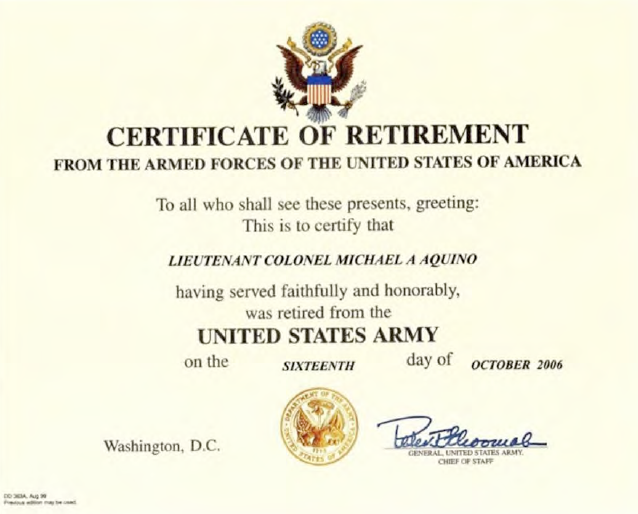 CERTIFICATE OF RETIREMENT
FROM THE ARMED FORCES OF THE UNITED STATES OF AMERICA
To all who shall see these presents, greeting:
This is to certify that
LIEUTENANT COLONEL MICHAEL A AQUINO
having served faithfully and honorably,
was retired from the
UNITED STATES ARMY
on the SIXTEENTH day of OCTOBER 2006
DEPARTMENT OF THE ARMY
UNITED STATES OF AMERICA
Washington, D.C.
GENERAL, UNITED STATES ARMY.
CHIEF OF STAFF
DD 363A, Aug 99
Previous edition may be used.